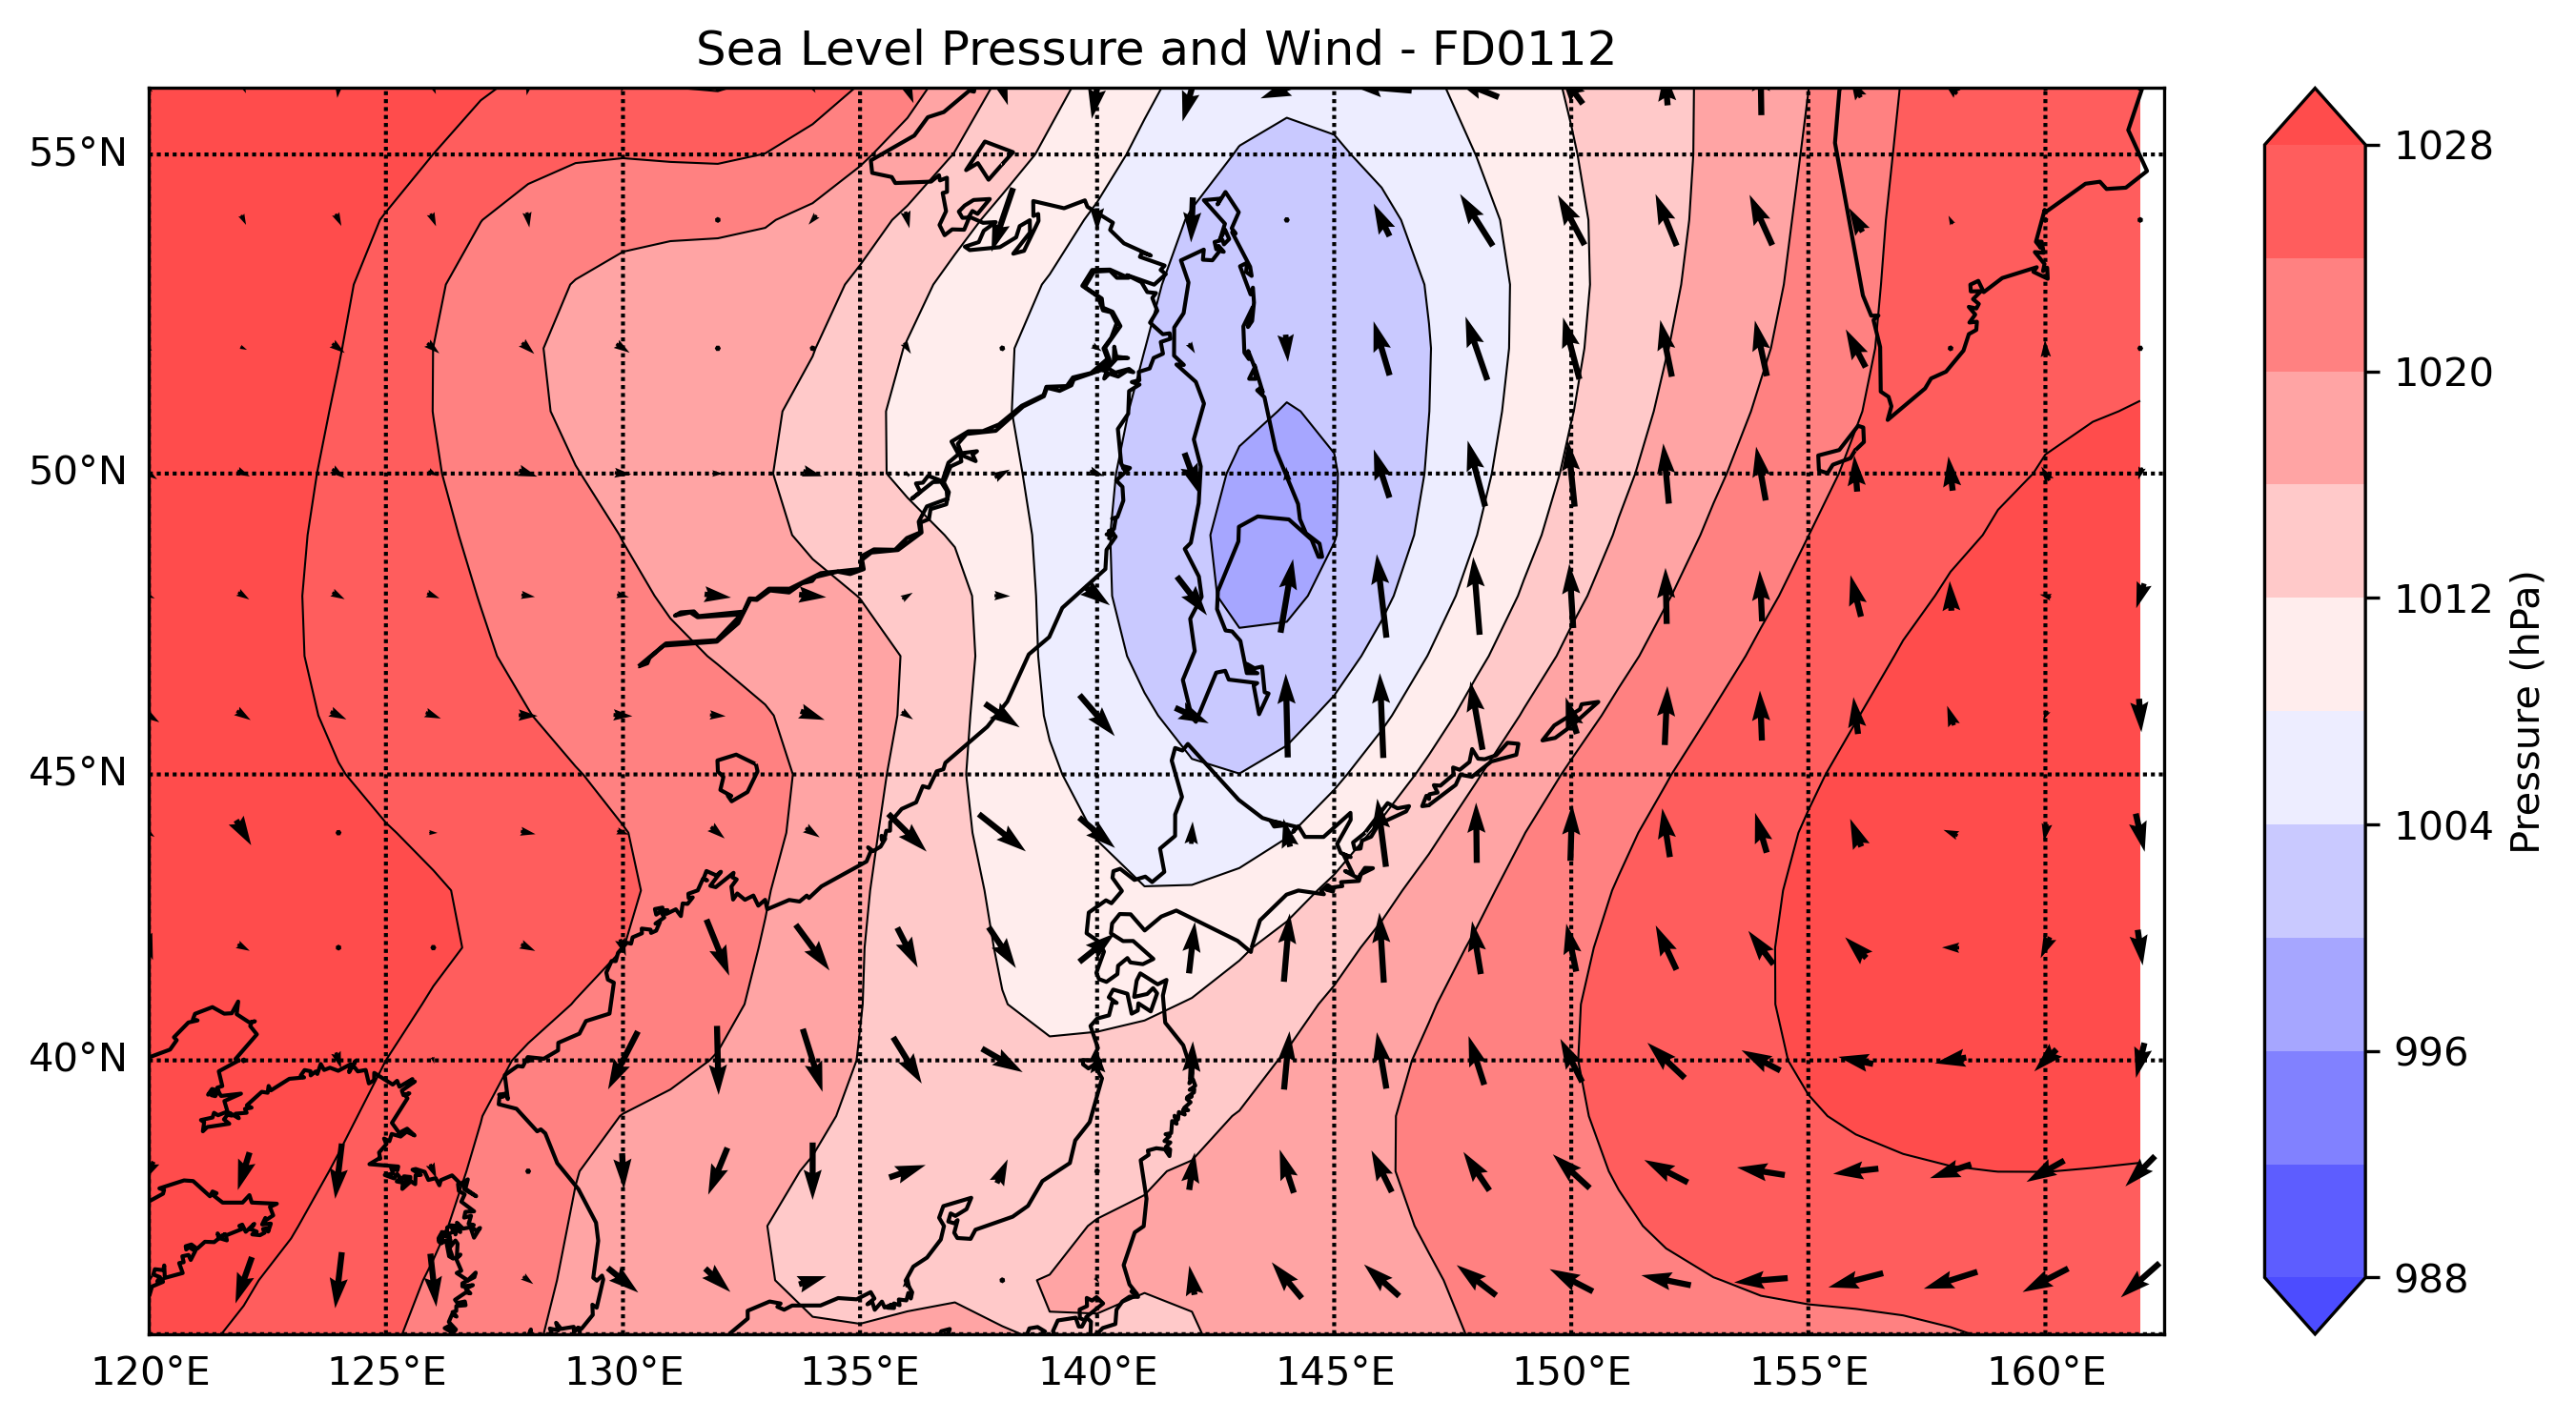 Sea Level Pressure and Wind - FD0112
55°N
50°N
45°N
40°N
120°E 125°E 130°E 135°E 140°E 145°E 150°E 155°E 160°E
1028
1020
1012
1004
996
988
Pressure (hPa)